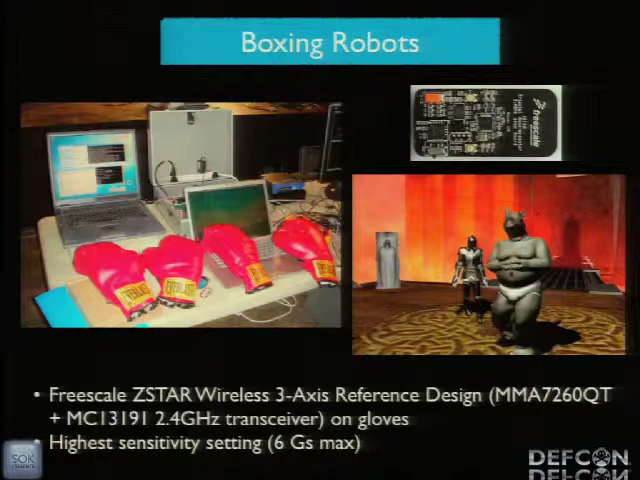 Boxing Robots
freescale
EVERLAST
EVERLAST
• Freescale ZSTAR Wireless 3-Axis Reference Design (MMA7260QT
+ MC13191 2.4GHz transceiver) on gloves
• Highest sensitivity setting (6 Gs max)
SOK
DEFCON